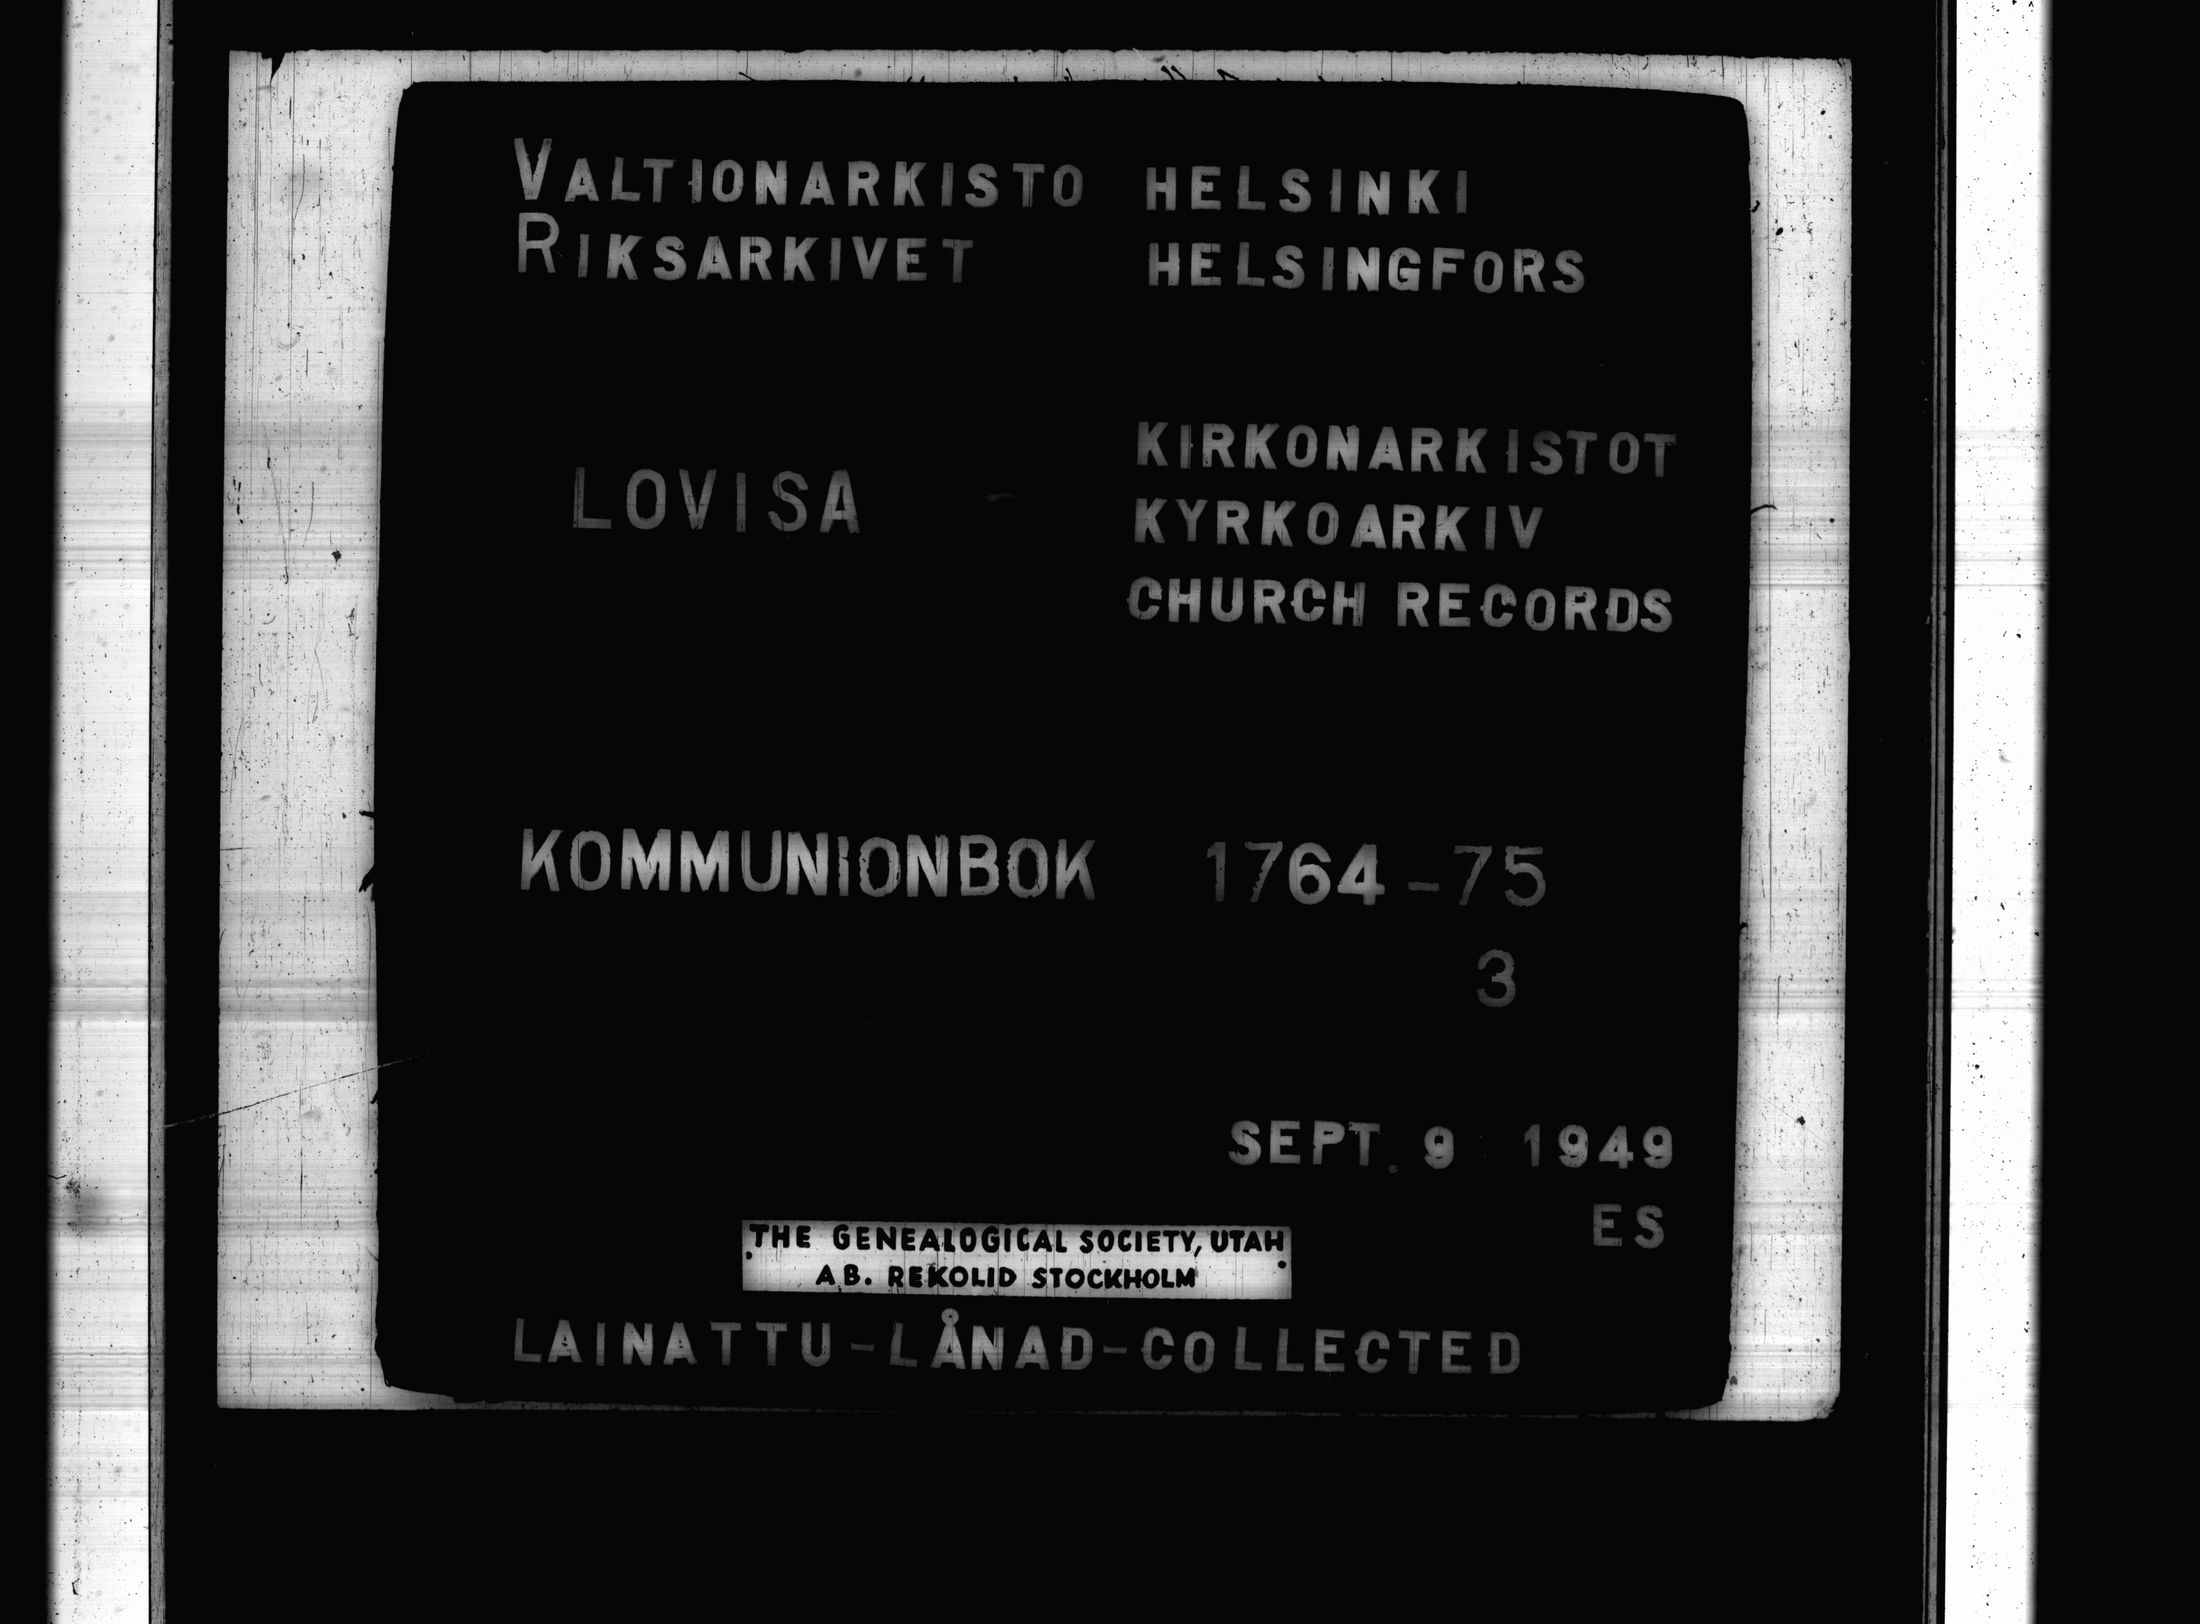 VALTIONARKISTO HELSINKI
RIKSARKIVET HELSINGFORS
LOVISA -
KIRKONARKISTOT
KYRKOARKIV
CHURCH RECORDS
KOMMUNIONBOK 1764-75
3
SEPT. 9 1949
ES
THE GENEALOGICAL SOCIETY, UTAH
AB. REKOLID STOCKHOLM
LAINATTU-LÅNAD-COLLECTED